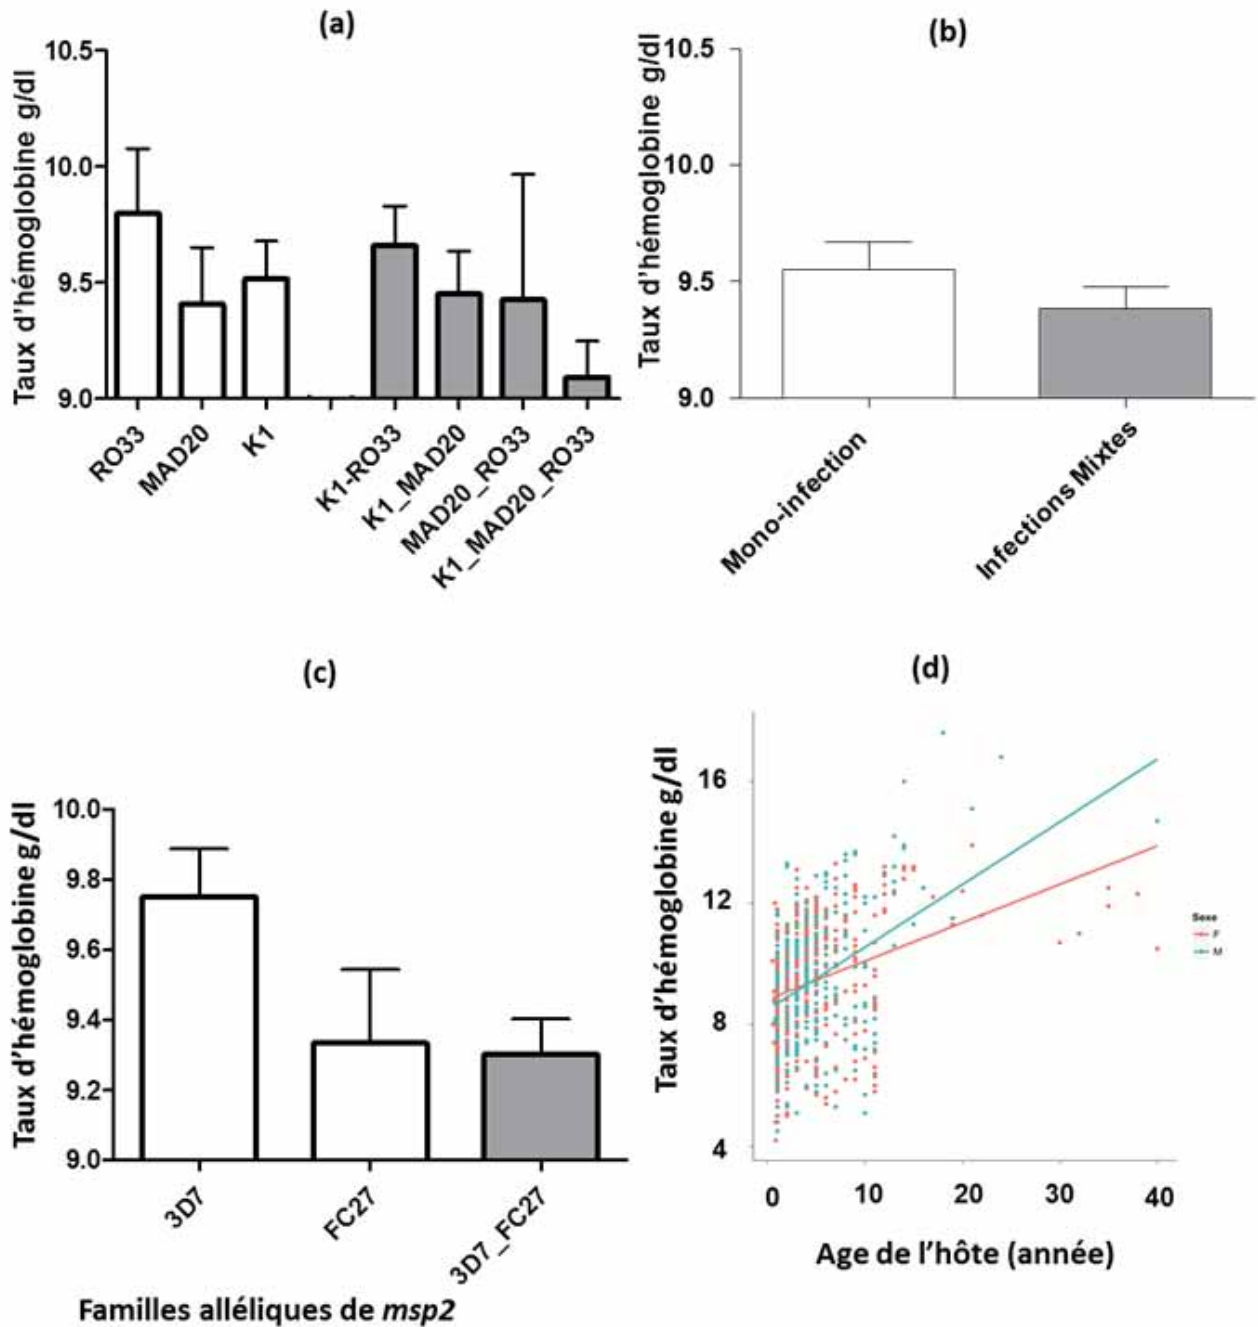 (a)
Taux d'hémoglobine g/dl
10.5
10.0
9.5
9.0
RO33
MAD20
K1
K1-RO33
K1_MAD20
MAD20_RO33
K1_MAD20_RO33
(b)
Taux d'hémoglobine g/dl
10.5
10.0
9.5
9.0
Mono-infection
Infections Mixtes
(c)
Taux d'hémoglobine g/dl
10.0
9.8
9.6
9.4
9.2
9.0
3D7
FC27
3D7_FC27
Familles alléliques de msp2
(d)
Taux d'hémoglobine g/dl
16
12
8
4
0
10
20
30
40
Age de l'hôte (année)
Sexe
F
M